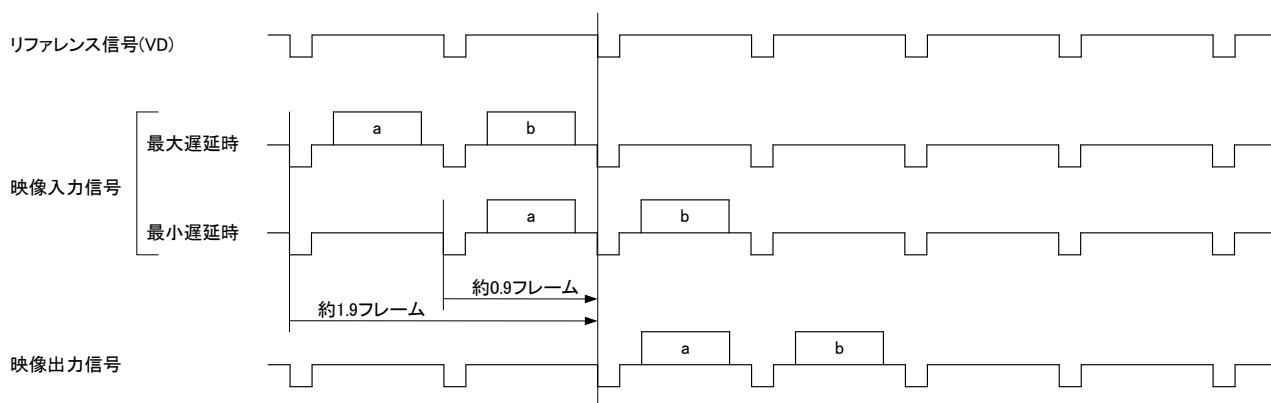 リファレンス信号(VD)
a
b
最大遅延時
映像入力信号
a
b
最小遅延時
約0.9フレーム
約1.9フレーム
a
b
映像出力信号